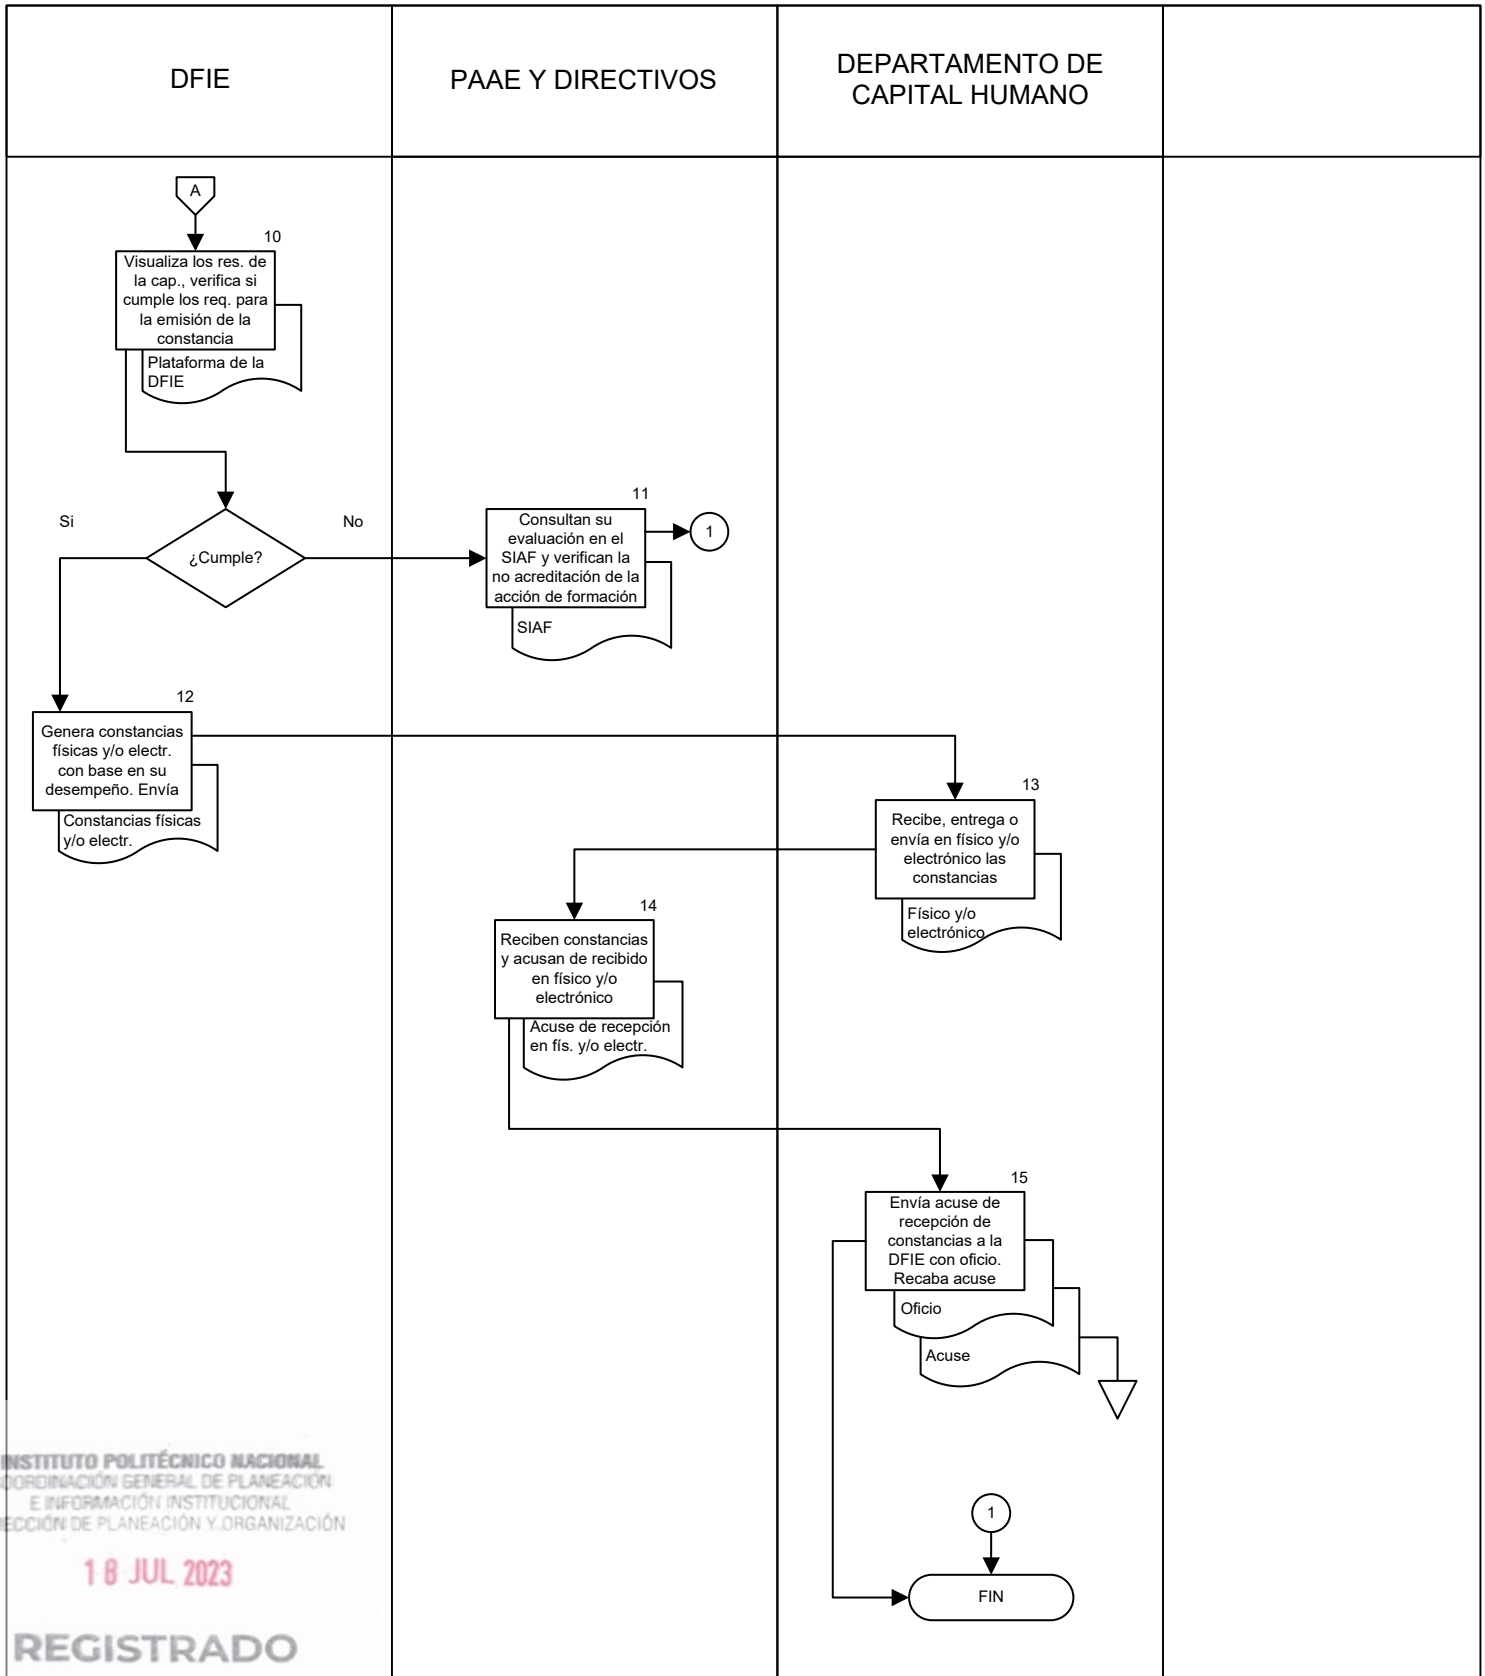 DFIE
PAAE Y DIRECTIVOS
DEPARTAMENTO DE
CAPITAL HUMANO
A
10
Visualiza los res. de
la cap., verifica si
cumple los req. para
la emisión de la
constancia
Plataforma de la
DFIE
Si
¿Cumple?
No
11
Consultan su
evaluación en el
SIAF y verifican la
no acreditación de la
acción de formación
SIAF
1
12
Genera constancias
físicas y/o electr.
con base en su
desempeño. Envía
Constancias físicas
y/o electr.
13
Recibe, entrega o
envía en físico y/o
electrónico las
constancias
Físico y/o
electrónico
14
Reciben constancias
y acusan de recibido
en físico y/o
electrónico
Acuse de recepción
en fís. y/o electr.
15
Envía acuse de
recepción de
constancias a la
DFIE con oficio.
Recaba acuse
Oficio
Acuse
1
FIN
INSTITUTO POLITÉCNICO NACIONAL
OORDINACIÓN GENERAL DE PLANEACIÓN
E INFORMACIÓN INSTITUCIONAL
ECCIÓN DE PLANEACIÓN Y ORGANIZACIÓN
18 JUL 2023
REGISTRADO